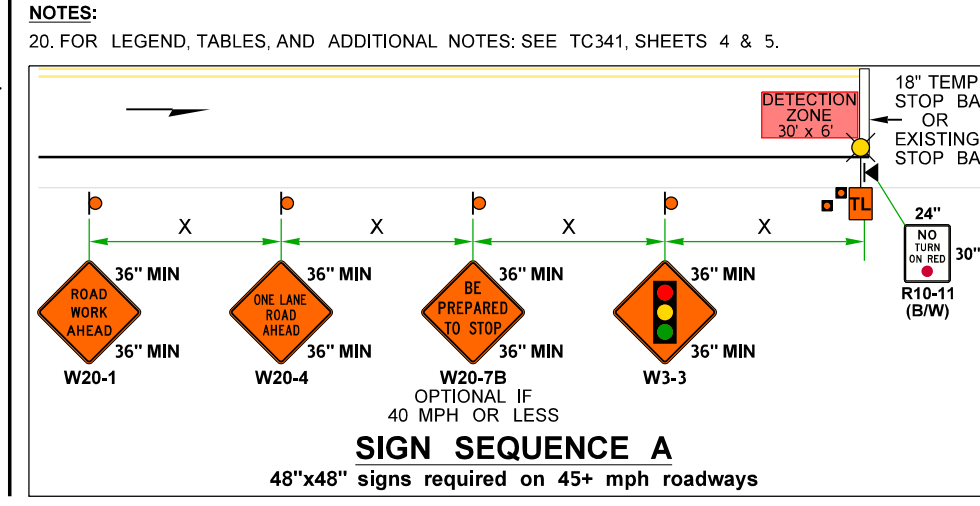 NOTES:
20. FOR LEGEND, TABLES, AND ADDITIONAL NOTES: SEE TC341, SHEETS 4 & 5.
DETECTION
ZONE
30' x 6'
18" TEMP
STOP BA
OR
EXISTING
STOP BA
TL
X
X
X
X
24"
NO
TURN
ON RED
30"
R10-11
(B/W)
36" MIN
36" MIN
36" MIN
36" MIN
ROAD
WORK
AHEAD
ONE LANE
ROAD
AHEAD
BE
PREPARED
TO STOP
36" MIN
36" MIN
36" MIN
36" MIN
W20-1
W20-4
W20-7B
W3-3
OPTIONAL IF
40 MPH OR LESS
SIGN SEQUENCE A
48"x48" signs required on 45+ mph roadways